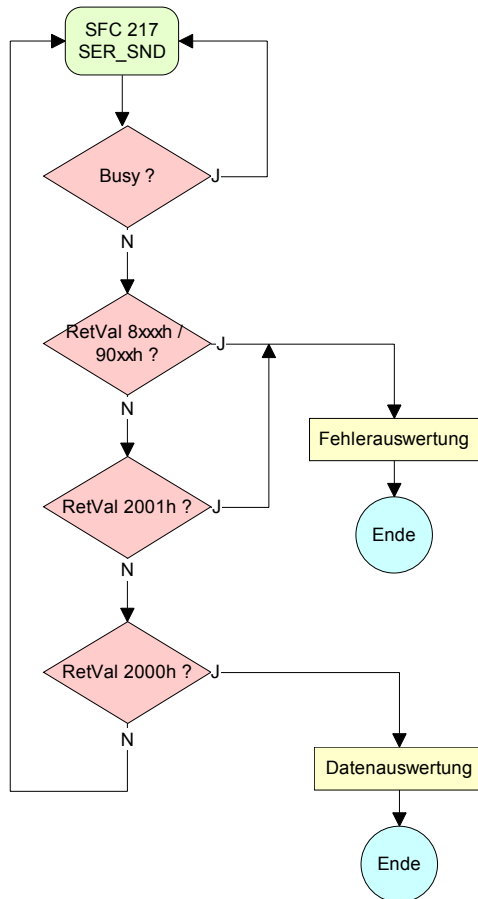 SFC 217
SER_SND
Busy ?
J
N
RetVal 8xxxh /
90xxh ?
J
N
Fehlerauswertung
RetVal 2001h ?
J
Ende
N
RetVal 2000h ?
J
N
Datenauswertung
Ende